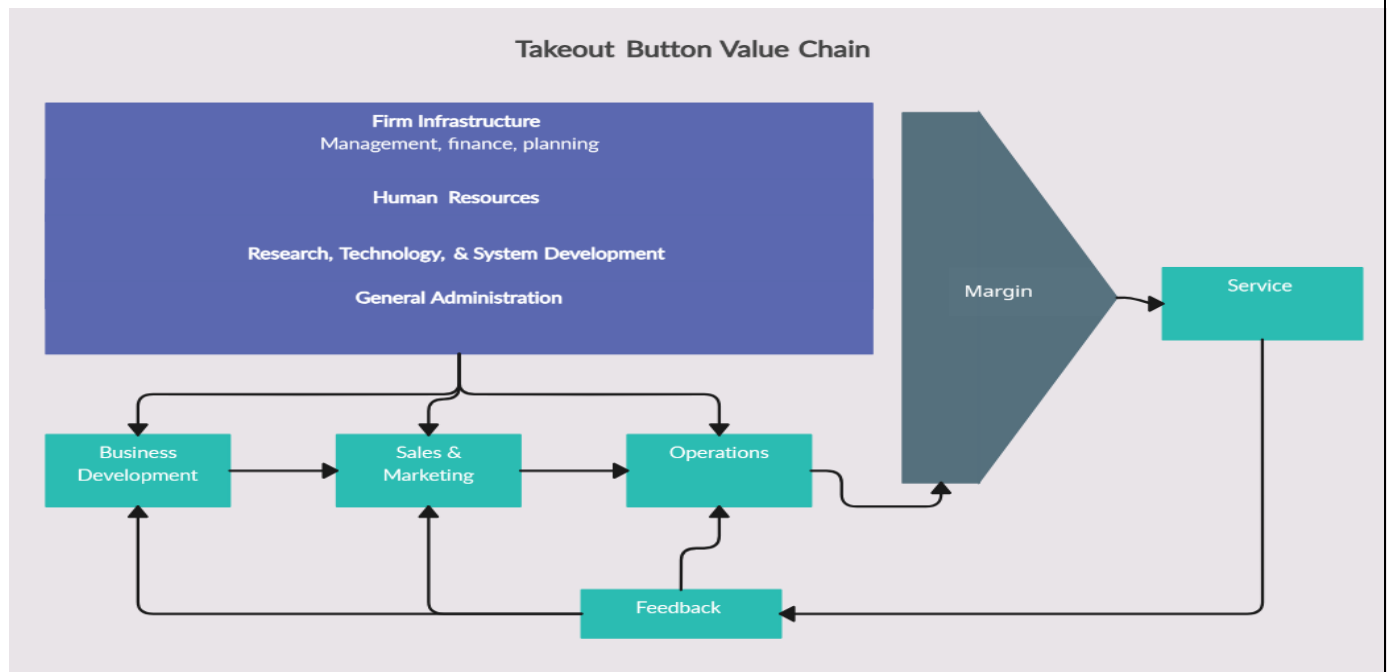 Takeout Button Value Chain
Firm Infrastructure
Management, finance, planning
Human Resources
Research, Technology, & System Development
General Administration
Margin
Service
Business
Development
Sales &
Marketing
Operations
Feedback